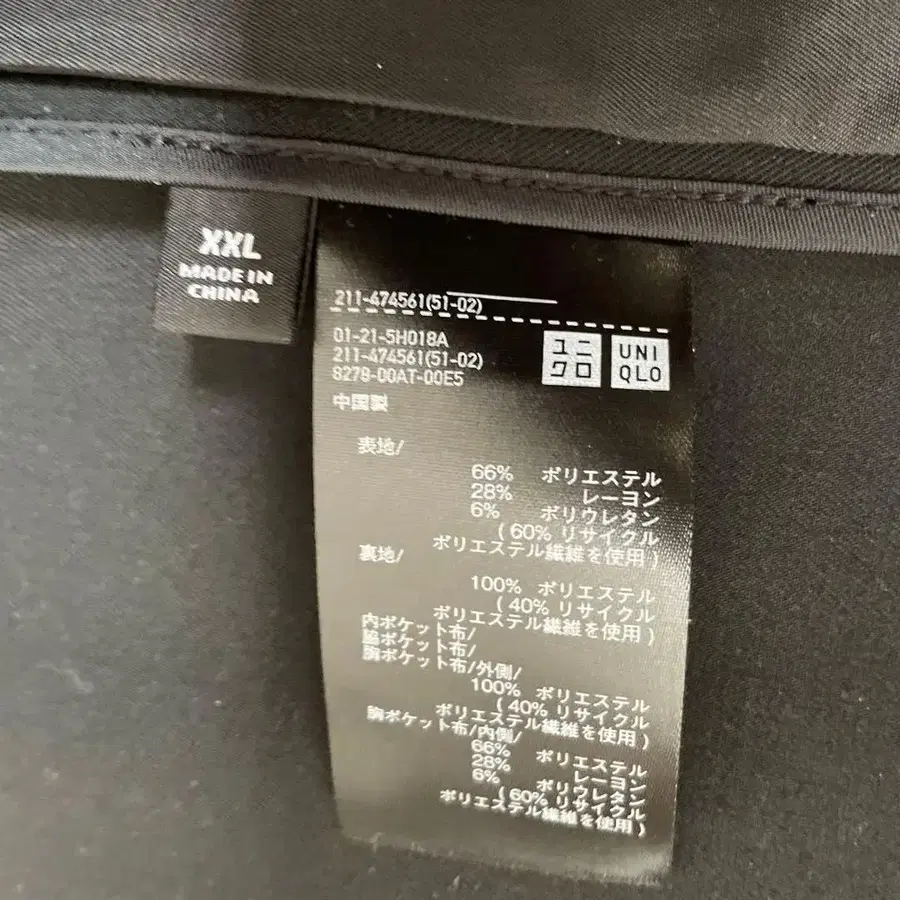 XXL
MADE IN
CHINA
211-474561(51-02)
01-21-5H018A
211-474561(51-02)
827B-00AT-00E5
ユニ
クロ
UNI
QLO
中国製
表地/
66% ポリエステル
28% レーヨン
6% ポリウレタン
( 60% リサイクル
ポリエステル繊維を使用 )
裏地/
100% ポリエステル
( 40% リサイクル
ポリエステル繊維を使用 )
内ポケット布/
脇ポケット布/
胸ポケット布/外側/
100% ポリエステル
( 40% リサイクル
ポリエステル繊維を使用 )
胸ポケット布/内側/
66% ポリエステル
28% レーヨン
6% ポリウレタン
( 60% リサイクル
ポリエステル繊維を使用 )